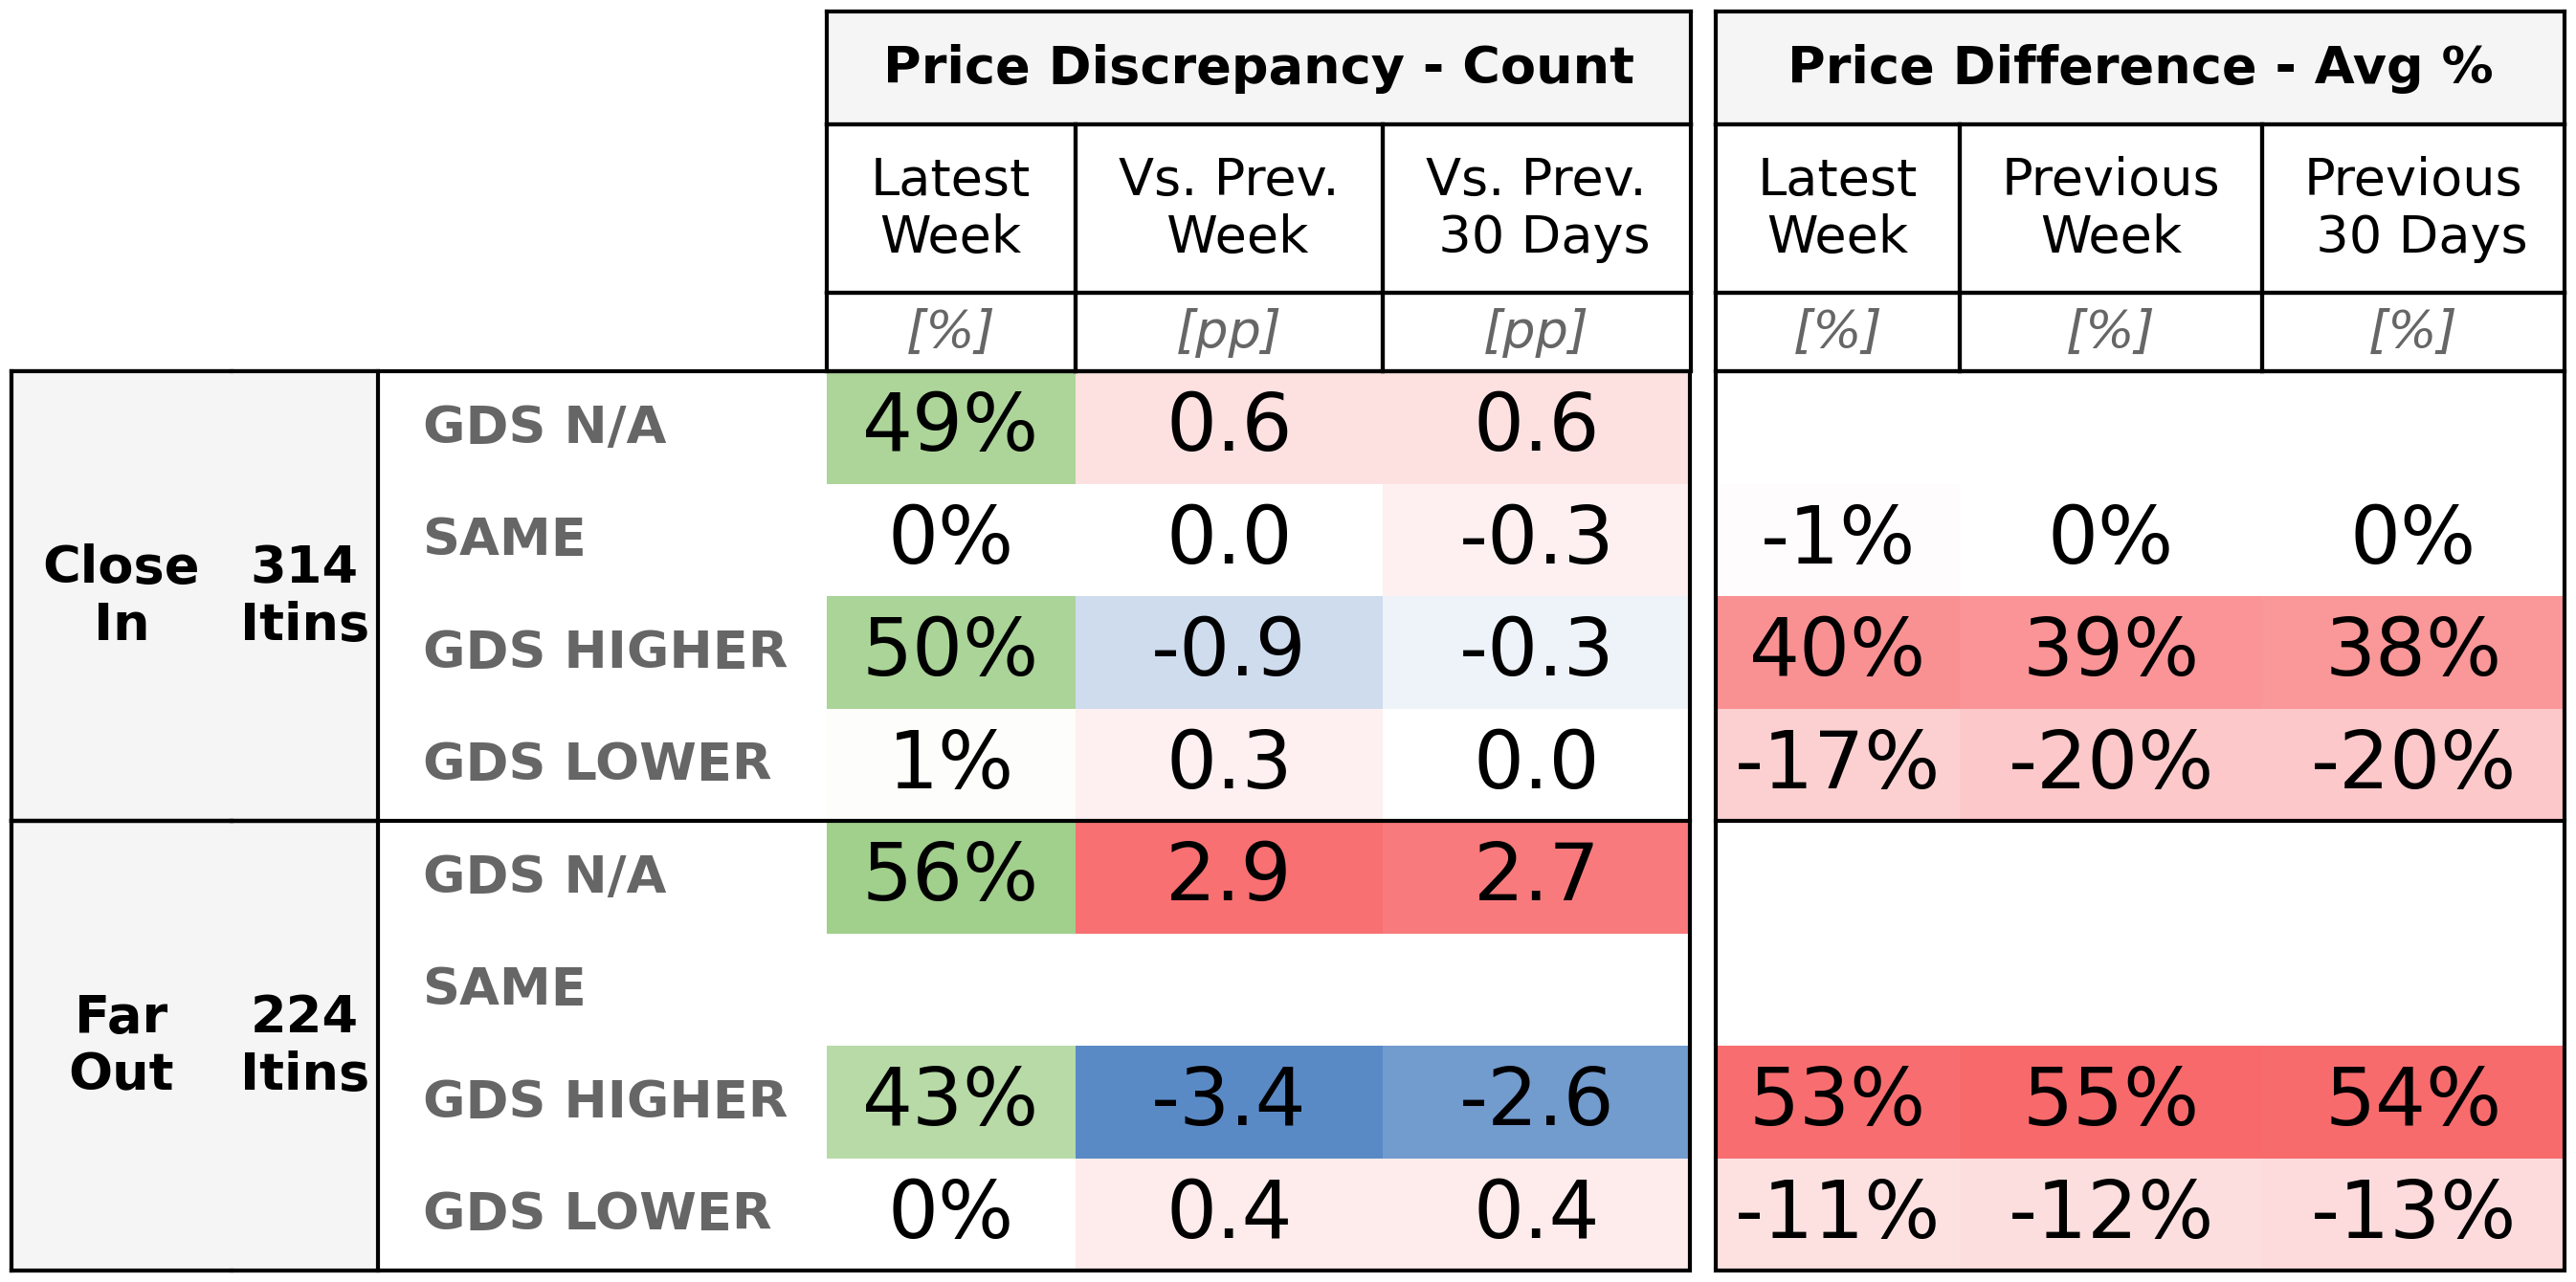 Price Discrepancy - Count Price Difference - Avg %
Latest Week Vs. Prev. Week Vs. Prev. 30 Days Latest Week Previous Week Previous 30 Days
[%] [pp] [pp] [%] [%] [%]
Close In 314 Itins
GDS N/A 49% 0.6 0.6
SAME 0% 0.0 -0.3 -1% 0% 0%
GDS HIGHER 50% -0.9 -0.3 40% 39% 38%
GDS LOWER 1% 0.3 0.0 -17% -20% -20%
Far Out 224 Itins
GDS N/A 56% 2.9 2.7
SAME
GDS HIGHER 43% -3.4 -2.6 53% 55% 54%
GDS LOWER 0% 0.4 0.4 -11% -12% -13%